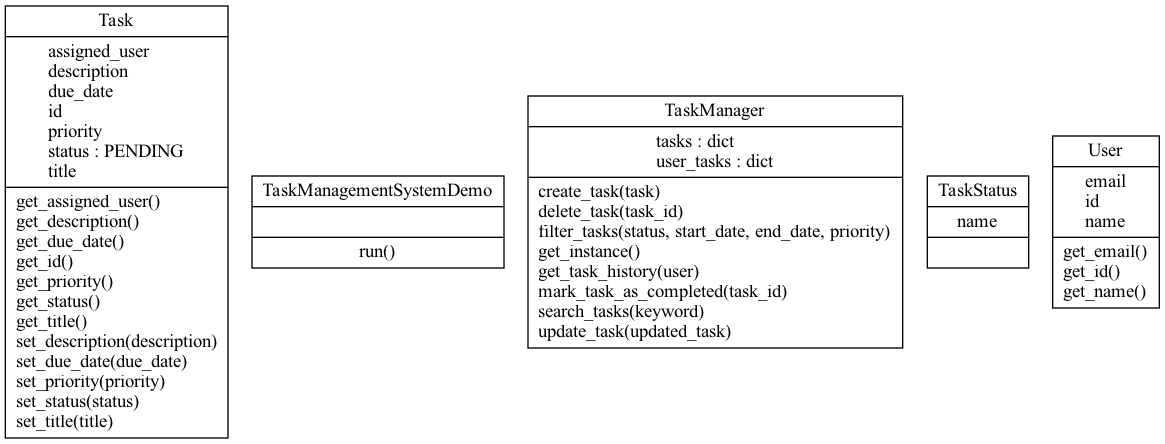 Task
assigned_user
description
due_date
id
priority
status : PENDING
title
get_assigned_user()
get_description()
get_due_date()
get_id()
get_priority()
get_status()
get_title()
set_description(description)
set_due_date(due_date)
set_priority(priority)
set_status(status)
set_title(title)
TaskManagementSystemDemo
run()
TaskManager
tasks : dict
user_tasks : dict
create_task(task)
delete_task(task_id)
filter_tasks(status, start_date, end_date, priority)
get_instance()
get_task_history(user)
mark_task_as_completed(task_id)
search_tasks(keyword)
update_task(updated_task)
TaskStatus
name
User
email
id
name
get_email()
get_id()
get_name()